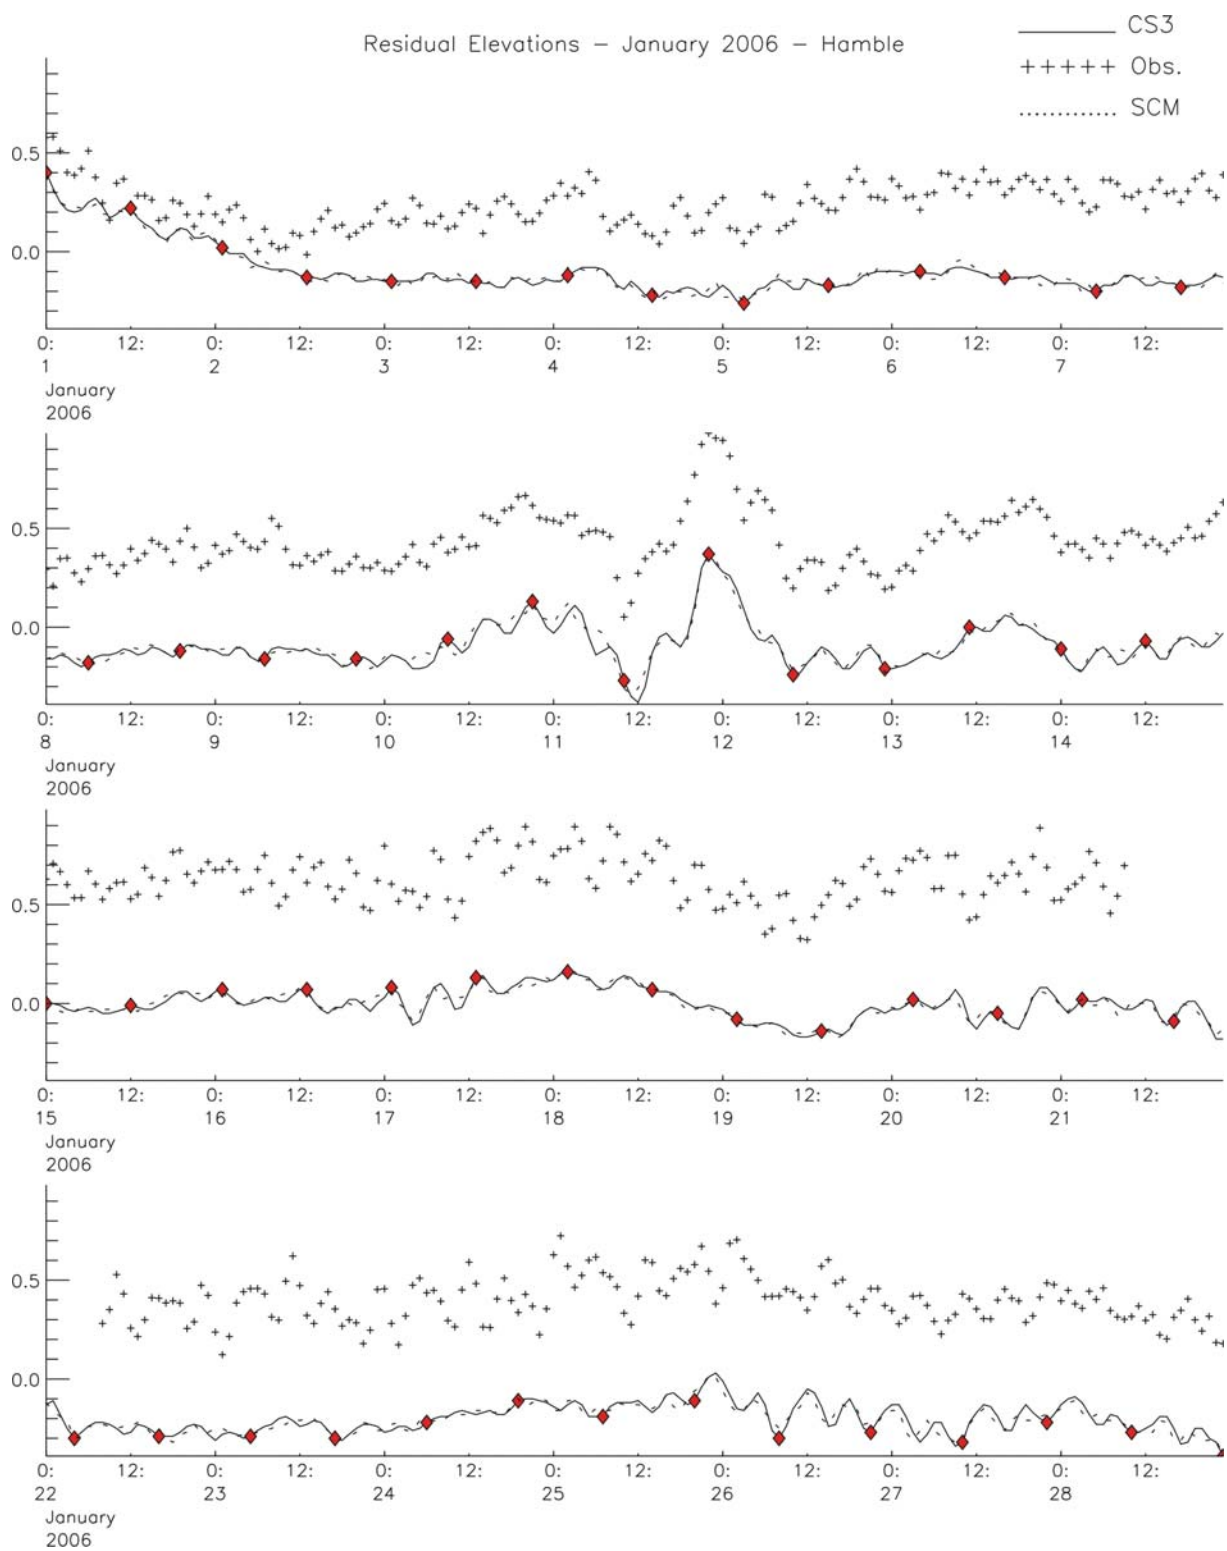 CS3
Residual Elevations – January 2006 – Hamble
+++++ Obs.
............. SCM
0.5
0.0
0: 12: 0: 12: 0: 12: 0: 12: 0: 12: 0: 12: 0: 12:
1 2 3 4 5 6 7
January
2006
0.5
0.0
0: 12: 0: 12: 0: 12: 0: 12: 0: 12: 0: 12: 0: 12:
8 9 10 11 12 13 14
January
2006
0.5
0.0
0: 12: 0: 12: 0: 12: 0: 12: 0: 12: 0: 12: 0: 12:
15 16 17 18 19 20 21
January
2006
0.5
0.0
0: 12: 0: 12: 0: 12: 0: 12: 0: 12: 0: 12: 0: 12:
22 23 24 25 26 27 28
January
2006